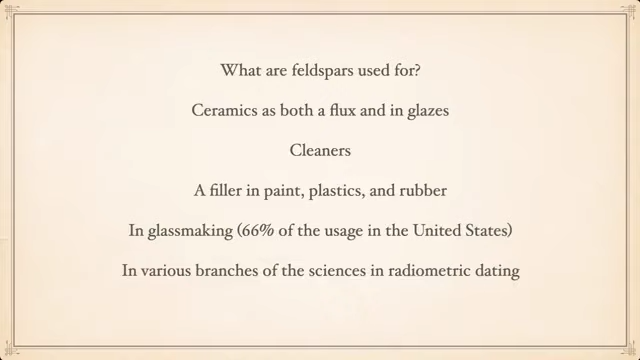 What are feldspars used for?
Ceramics as both a flux and in glazes
Cleaners
A filler in paint, plastics, and rubber
In glassmaking (66% of the usage in the United States)
In various branches of the sciences in radiometric dating